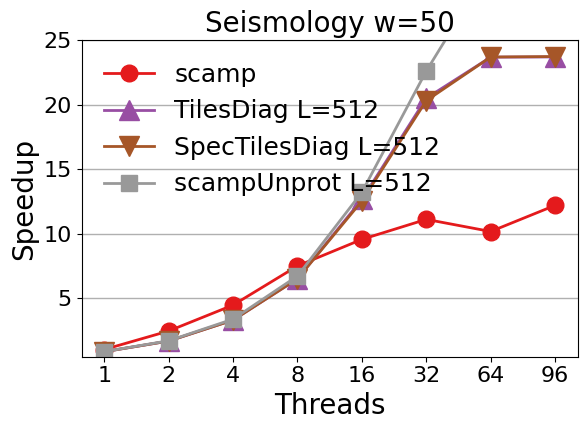 Seismology w=50
Speedup
25
20
15
10
5
scamp
TilesDiag L=512
SpecTilesDiag L=512
scampUnprot L=512
1 2 4 8 16 32 64 96
Threads